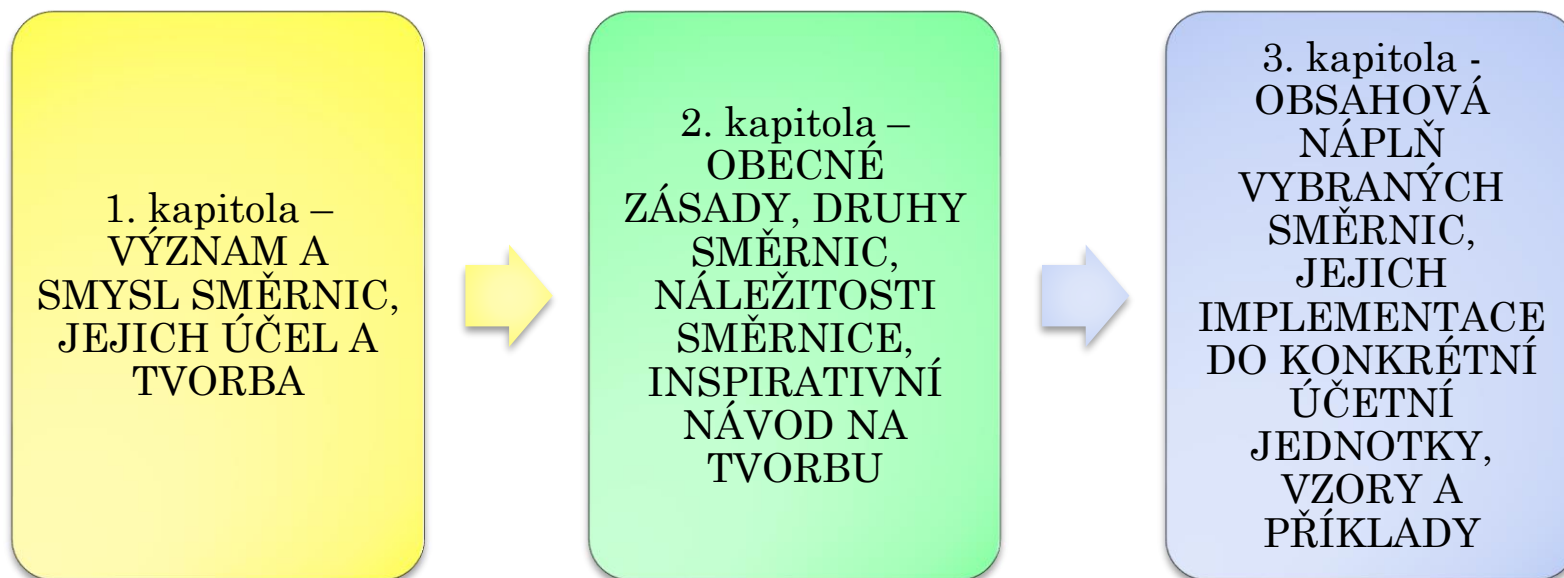 1. kapitola –
VÝZNAM A
SMYSL SMĚRNIC,
JEJICH ÚČEL A
TVORBA
2. kapitola –
OBECNÉ
ZÁSADY, DRUHY
SMĚRNIC,
NÁLEŽITOSTI
SMĚRNICE,
INSPIRATIVNÍ
NÁVOD NA
TVORBU
3. kapitola -
OBSAHOVÁ
NÁPLŇ
VYBRANÝCH
SMĚRNIC,
JEJICH
IMPLEMENTACE
DO KONKRÉTNÍ
ÚČETNÍ
JEDNOTKY,
VZORY A
PŘÍKLADY